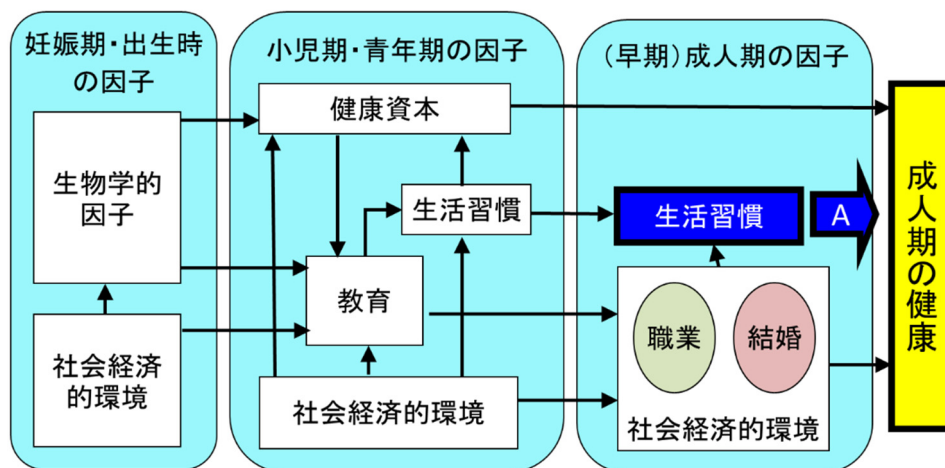 妊娠期・出生時
の因子
生物学的
因子
社会経済
的環境
小児期・青年期の因子
健康資本
生活習慣
教育
社会経済的環境
(早期)成人期の因子
生活習慣
A
職業
結婚
社会経済的環境
成人期の健康